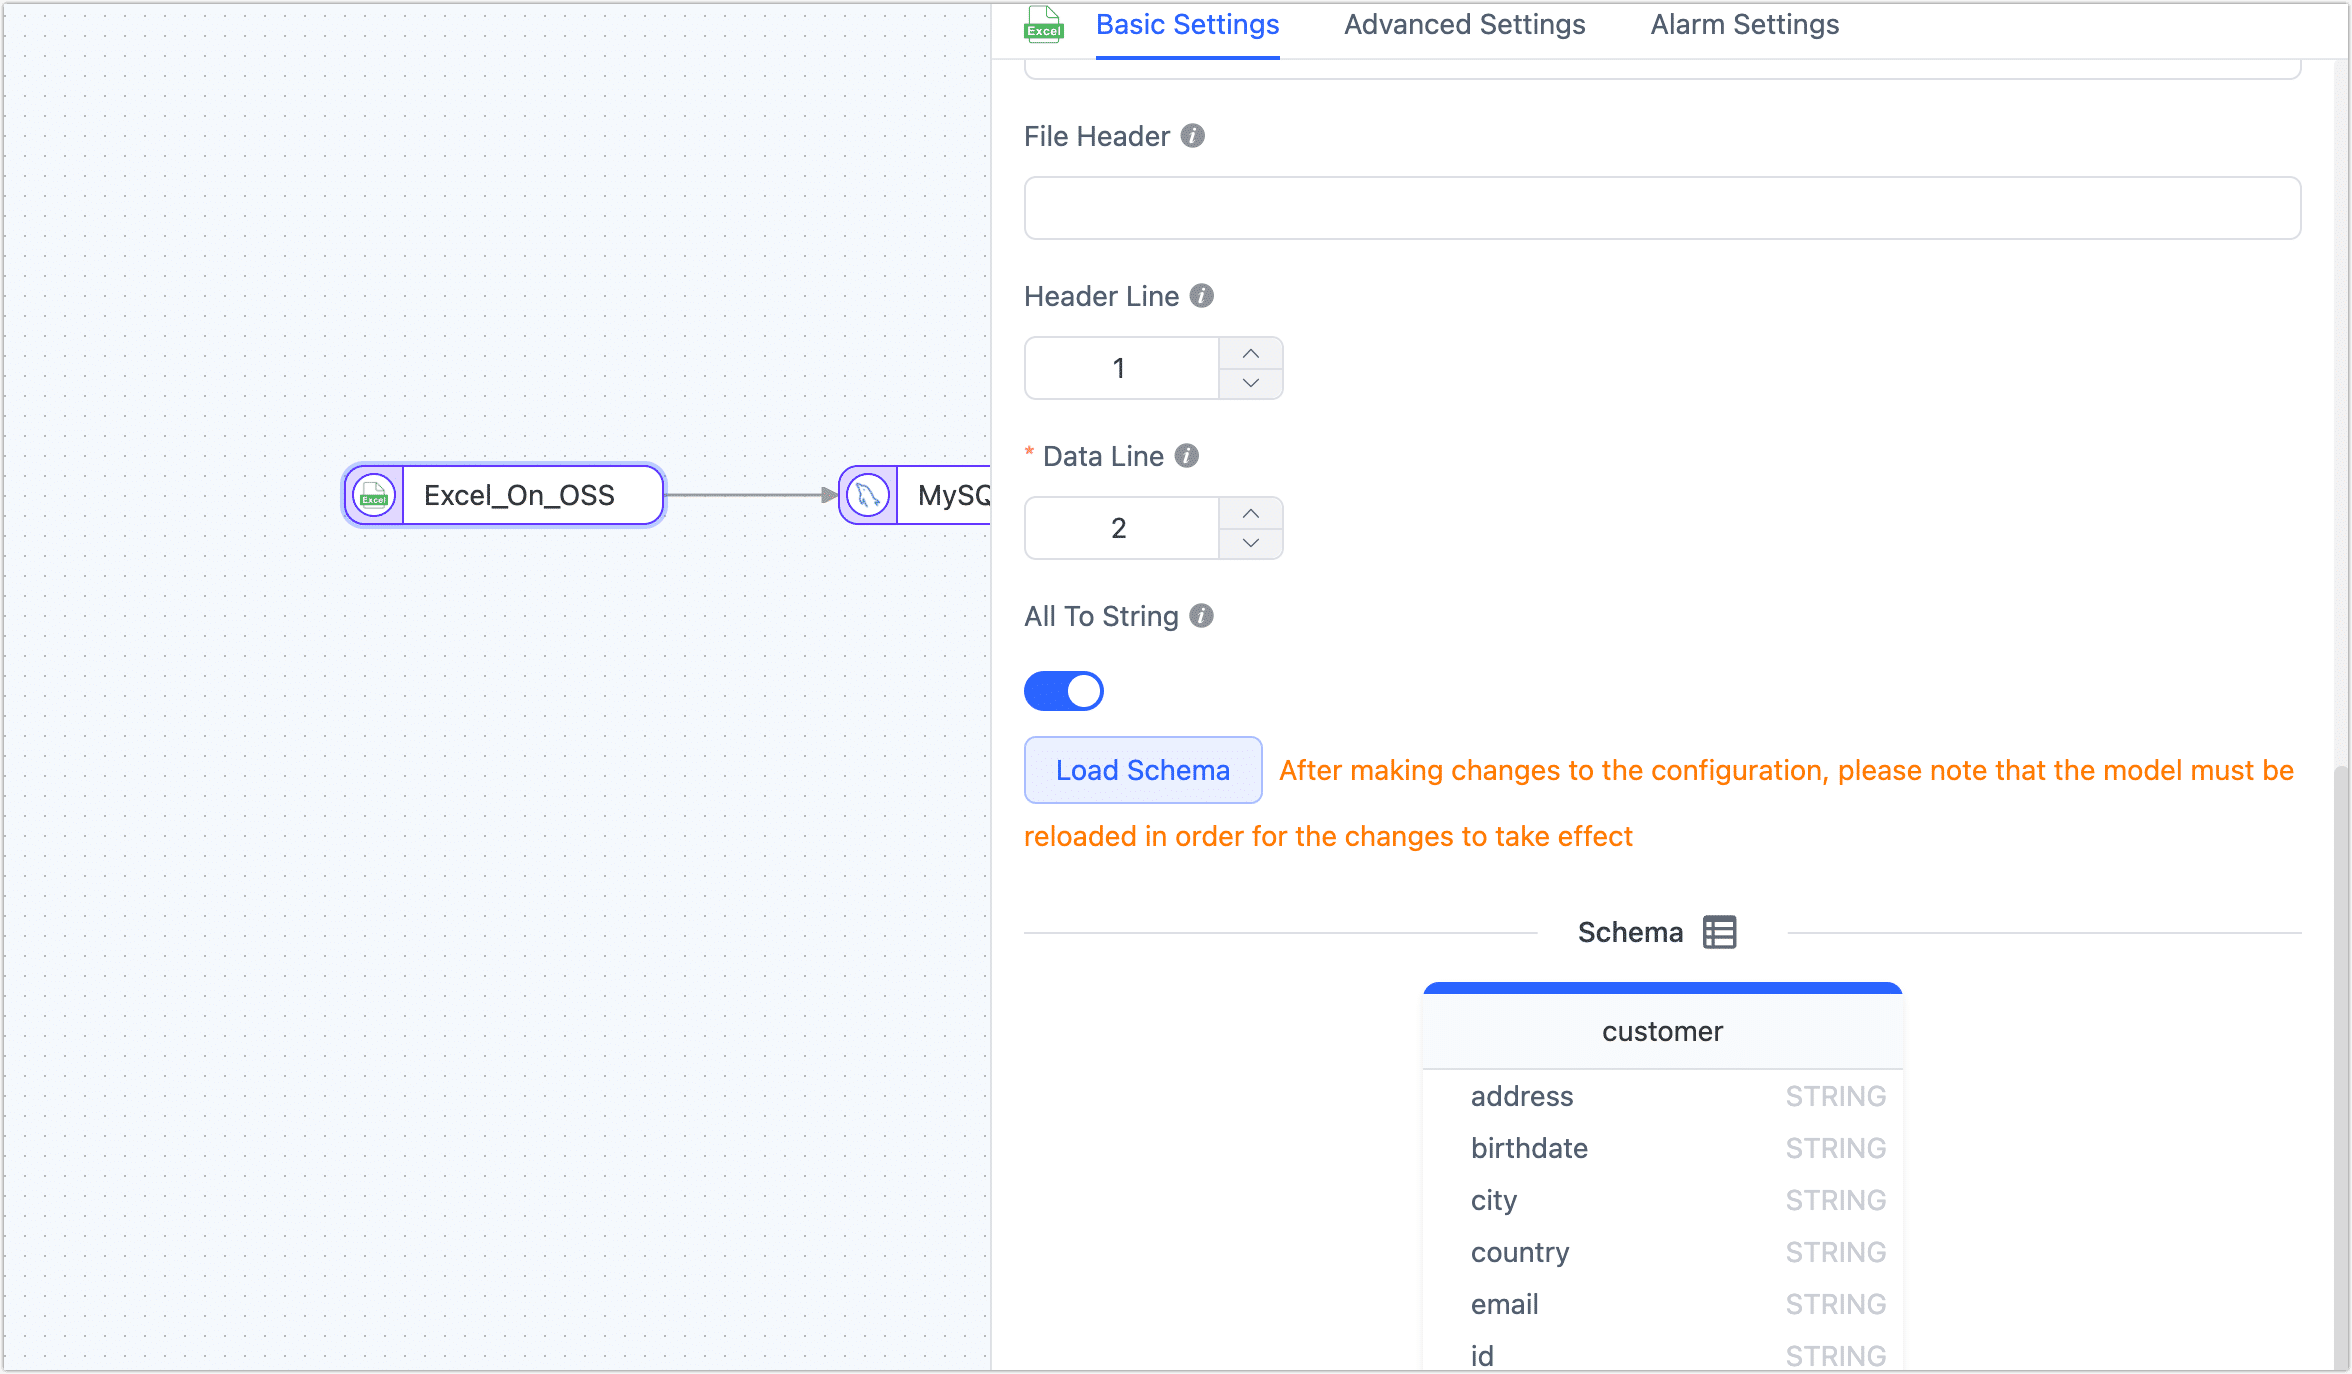 Excel
Basic Settings
Advanced Settings
Alarm Settings
File Header
Header Line
1
* Data Line
2
All To String
Load Schema
After making changes to the configuration, please note that the model must be
reloaded in order for the changes to take effect
Schema
customer
address STRING
birthdate STRING
city STRING
country STRING
email STRING
id STRING
Excel
Excel_On_OSS
MySQ